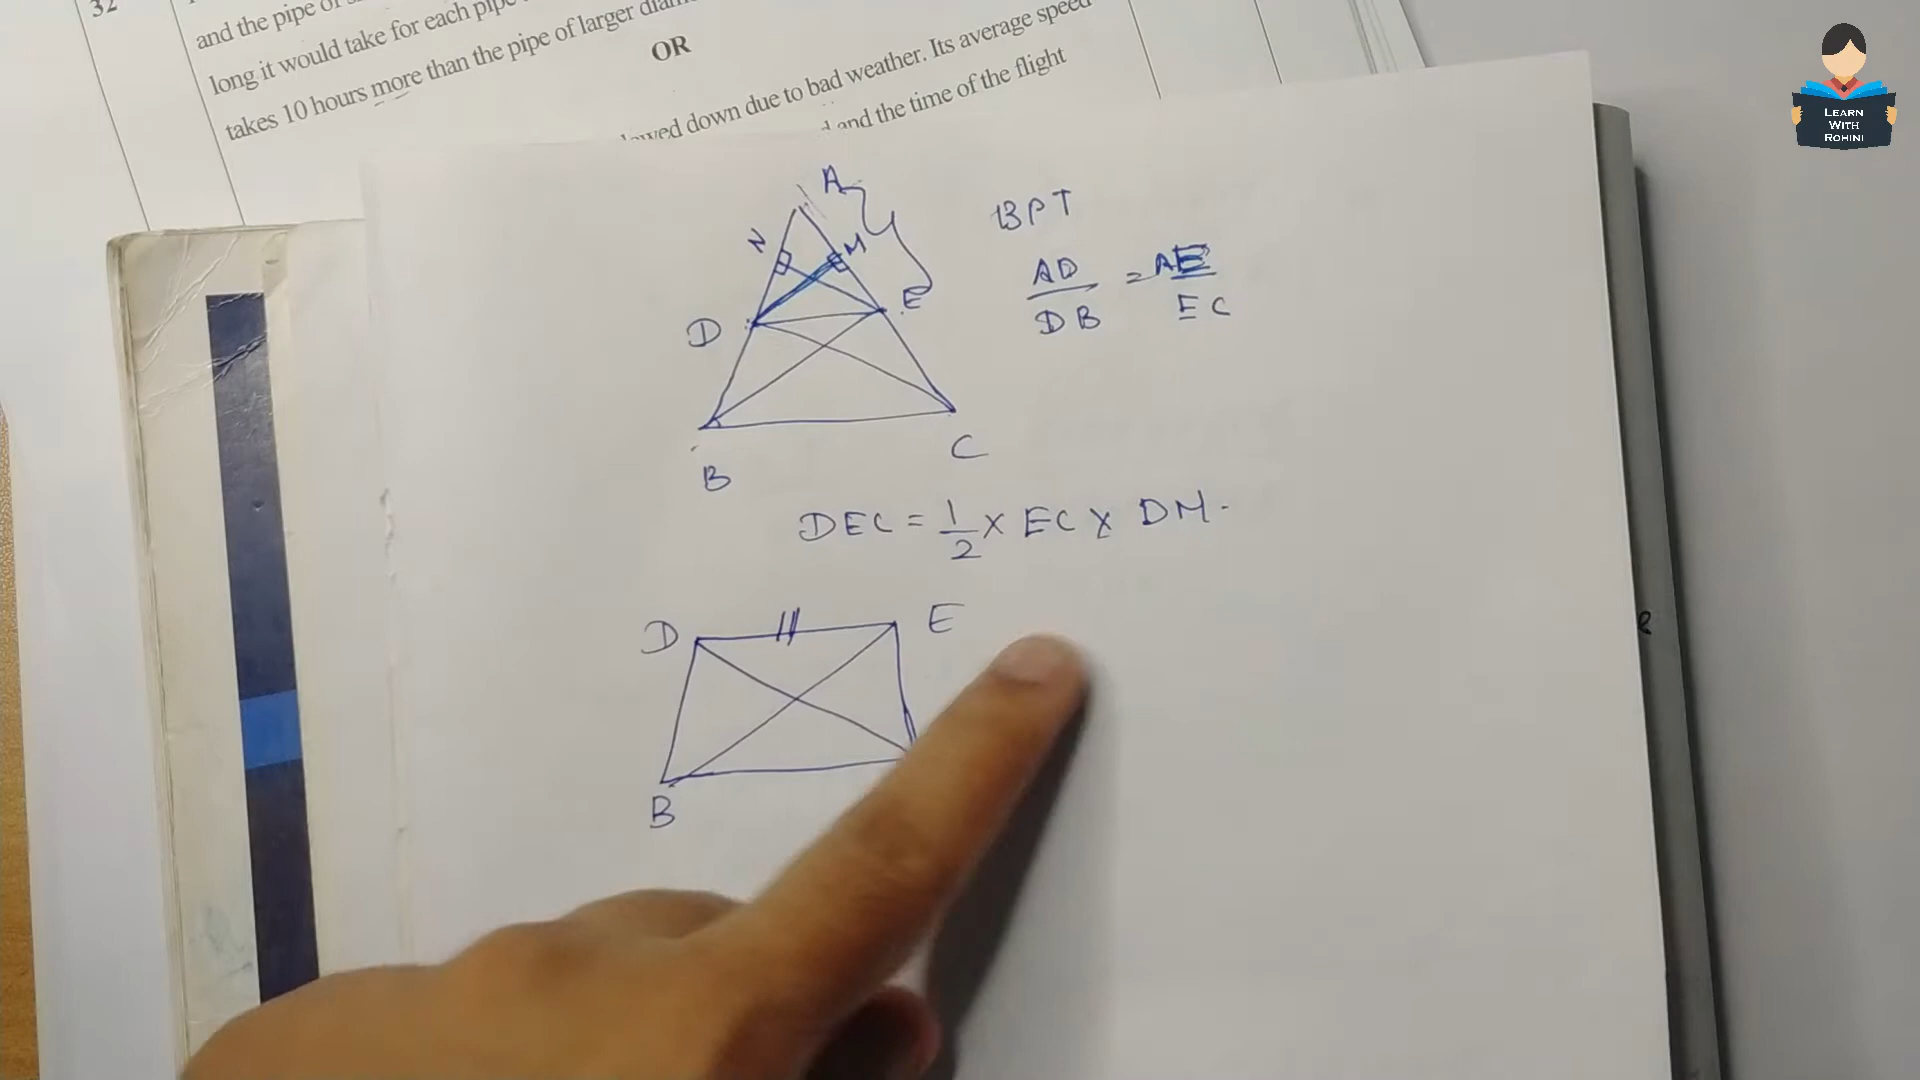 32
and the pipe of
long it would take for each pipe
takes 10 hours more than the pipe of larger
OR
down due to bad weather. Its average speed
and the time of the flight
LEARN
WITH
ROHINI
A
N
M
D
E
B
C
BPT
AD/DB = AE/EC
DEC = 1/2 X EC X DM.
D
E
B